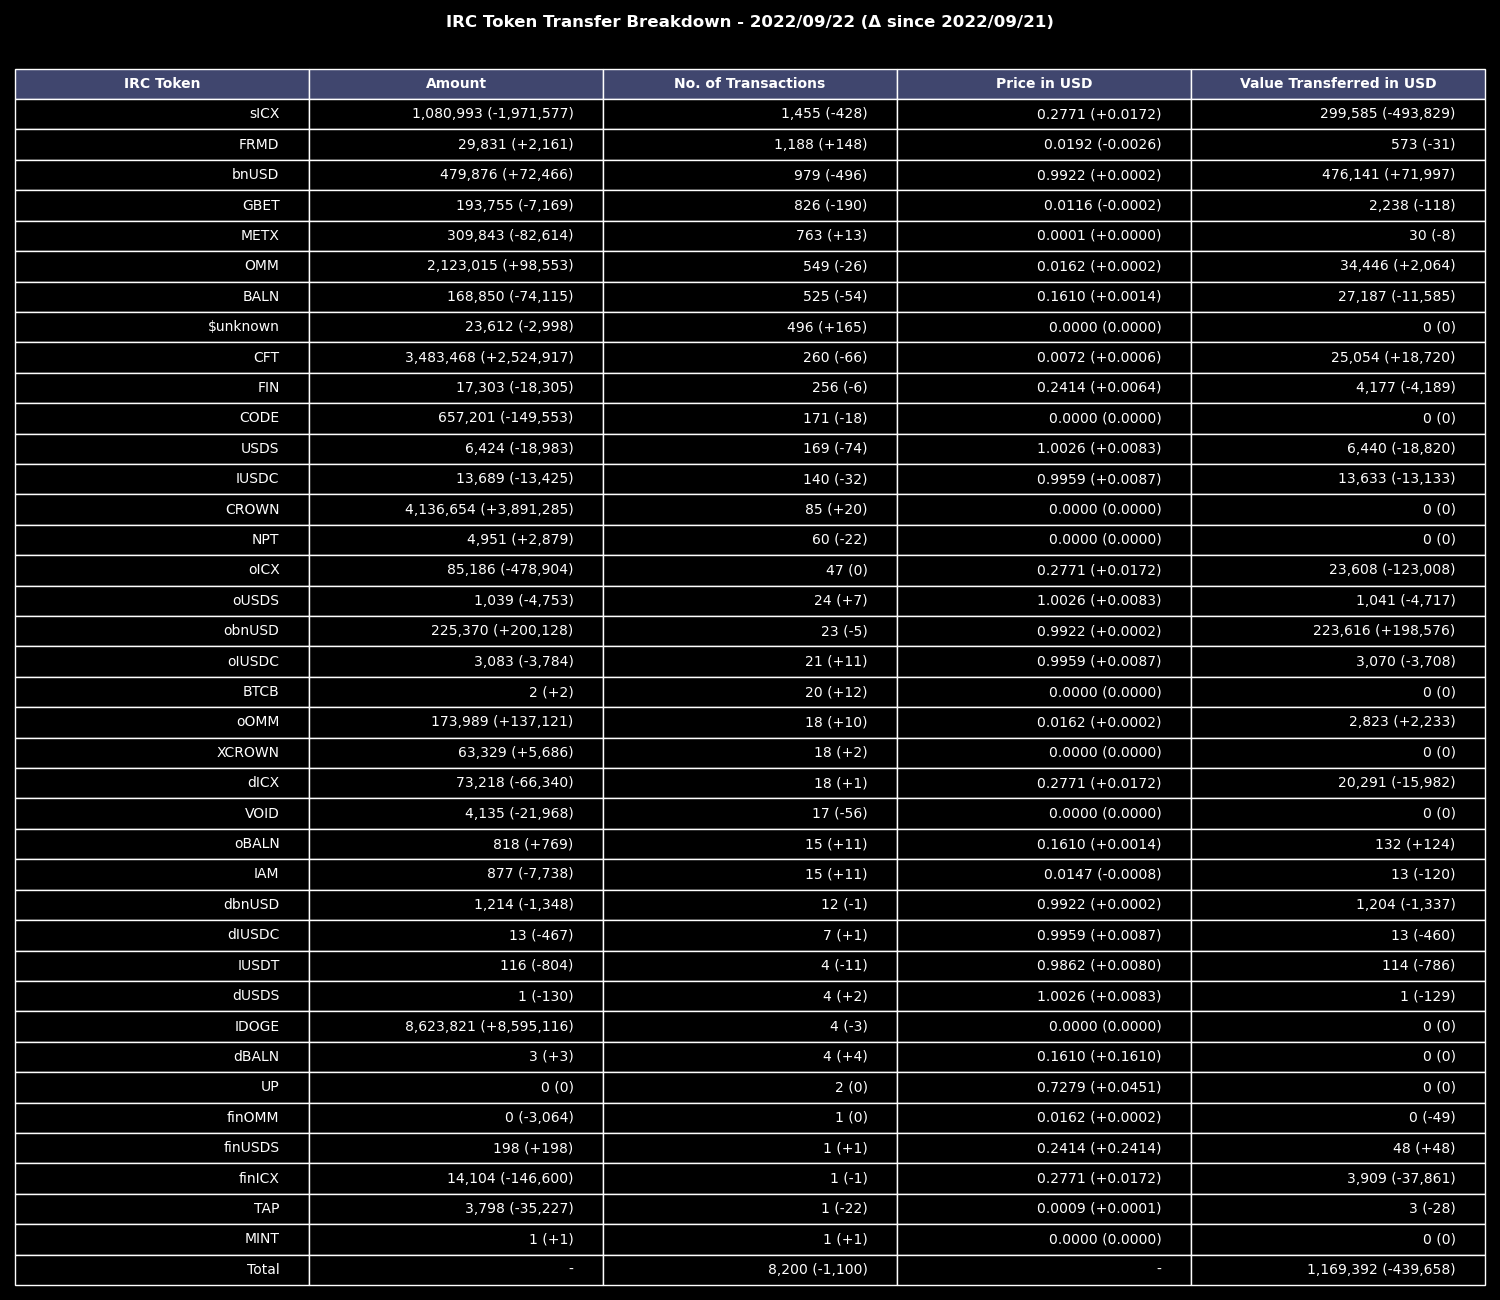 IRC Token Transfer Breakdown - 2022/09/22 (Δ since 2022/09/21)
IRC Token Amount No. of Transactions Price in USD Value Transferred in USD
sICX 1,080,993 (-1,971,577) 1,455 (-428) 0.2771 (+0.0172) 299,585 (-493,829)
FRMD 29,831 (+2,161) 1,188 (+148) 0.0192 (-0.0026) 573 (-31)
bnUSD 479,876 (+72,466) 979 (-496) 0.9922 (+0.0002) 476,141 (+71,997)
GBET 193,755 (-7,169) 826 (-190) 0.0116 (-0.0002) 2,238 (-118)
METX 309,843 (-82,614) 763 (+13) 0.0001 (+0.0000) 30 (-8)
OMM 2,123,015 (+98,553) 549 (-26) 0.0162 (+0.0002) 34,446 (+2,064)
BALN 168,850 (-74,115) 525 (-54) 0.1610 (+0.0014) 27,187 (-11,585)
$unknown 23,612 (-2,998) 496 (+165) 0.0000 (0.0000) 0 (0)
CFT 3,483,468 (+2,524,917) 260 (-66) 0.0072 (+0.0006) 25,054 (+18,720)
FIN 17,303 (-18,305) 256 (-6) 0.2414 (+0.0064) 4,177 (-4,189)
CODE 657,201 (-149,553) 171 (-18) 0.0000 (0.0000) 0 (0)
USDS 6,424 (-18,983) 169 (-74) 1.0026 (+0.0083) 6,440 (-18,820)
IUSDC 13,689 (-13,425) 140 (-32) 0.9959 (+0.0087) 13,633 (-13,133)
CROWN 4,136,654 (+3,891,285) 85 (+20) 0.0000 (0.0000) 0 (0)
NPT 4,951 (+2,879) 60 (-22) 0.0000 (0.0000) 0 (0)
oICX 85,186 (-478,904) 47 (0) 0.2771 (+0.0172) 23,608 (-123,008)
oUSDS 1,039 (-4,753) 24 (+7) 1.0026 (+0.0083) 1,041 (-4,717)
obnUSD 225,370 (+200,128) 23 (-5) 0.9922 (+0.0002) 223,616 (+198,576)
oIUSDC 3,083 (-3,784) 21 (+11) 0.9959 (+0.0087) 3,070 (-3,708)
BTCB 2 (+2) 20 (+12) 0.0000 (0.0000) 0 (0)
oOMM 173,989 (+137,121) 18 (+10) 0.0162 (+0.0002) 2,823 (+2,233)
XCROWN 63,329 (+5,686) 18 (+2) 0.0000 (0.0000) 0 (0)
dICX 73,218 (-66,340) 18 (+1) 0.2771 (+0.0172) 20,291 (-15,982)
VOID 4,135 (-21,968) 17 (-56) 0.0000 (0.0000) 0 (0)
oBALN 818 (+769) 15 (+11) 0.1610 (+0.0014) 132 (+124)
IAM 877 (-7,738) 15 (+11) 0.0147 (-0.0008) 13 (-120)
dbnUSD 1,214 (-1,348) 12 (-1) 0.9922 (+0.0002) 1,204 (-1,337)
dIUSDC 13 (-467) 7 (+1) 0.9959 (+0.0087) 13 (-460)
IUSDT 116 (-804) 4 (-11) 0.9862 (+0.0080) 114 (-786)
dUSDS 1 (-130) 4 (+2) 1.0026 (+0.0083) 1 (-129)
IDOGE 8,623,821 (+8,595,116) 4 (-3) 0.0000 (0.0000) 0 (0)
dBALN 3 (+3) 4 (+4) 0.1610 (+0.1610) 0 (0)
UP 0 (0) 2 (0) 0.7279 (+0.0451) 0 (0)
finOMM 0 (-3,064) 1 (0) 0.0162 (+0.0002) 0 (-49)
finUSDS 198 (+198) 1 (+1) 0.2414 (+0.2414) 48 (+48)
finICX 14,104 (-146,600) 1 (-1) 0.2771 (+0.0172) 3,909 (-37,861)
TAP 3,798 (-35,227) 1 (-22) 0.0009 (+0.0001) 3 (-28)
MINT 1 (+1) 1 (+1) 0.0000 (0.0000) 0 (0)
Total - 8,200 (-1,100) - 1,169,392 (-439,658)